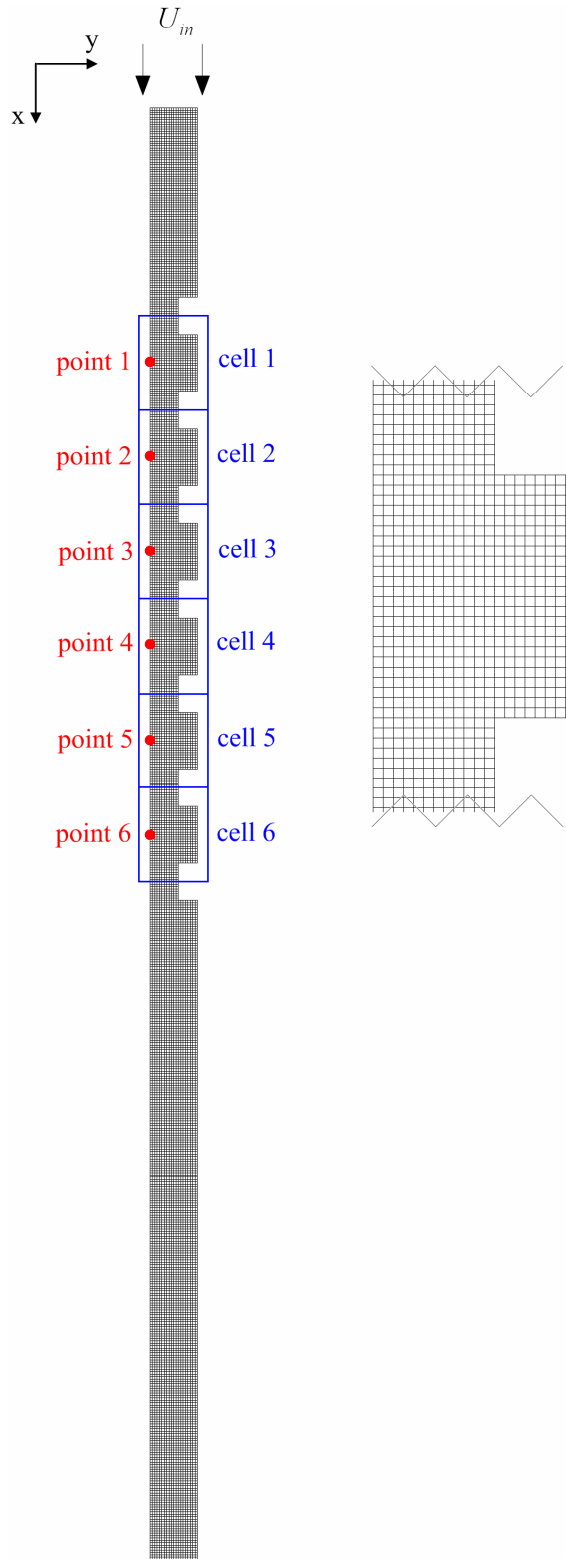 U_in
y
x
point 1 cell 1
point 2 cell 2
point 3 cell 3
point 4 cell 4
point 5 cell 5
point 6 cell 6